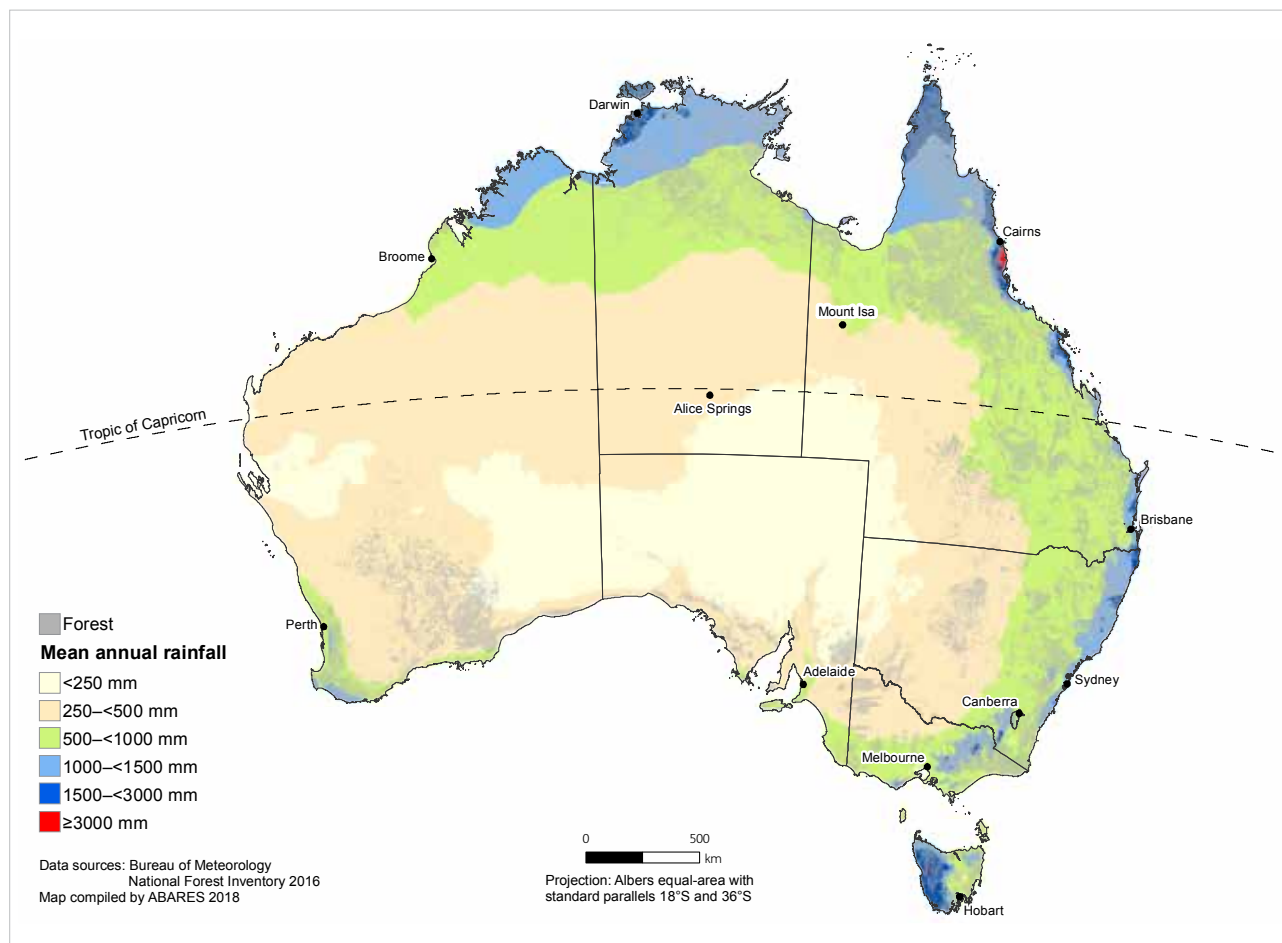 Darwin
Cairns
Broome
Mount Isa
Tropic of Capricorn
Alice Springs
Brisbane
Perth
Adelaide
Sydney
Canberra
Melbourne
Hobart
Forest
Mean annual rainfall
<250 mm
250–<500 mm
500–<1000 mm
1000–<1500 mm
1500–<3000 mm
≥3000 mm
Data sources: Bureau of Meteorology
National Forest Inventory 2016
Map compiled by ABARES 2018
0 500
km
Projection: Albers equal-area with
standard parallels 18°S and 36°S